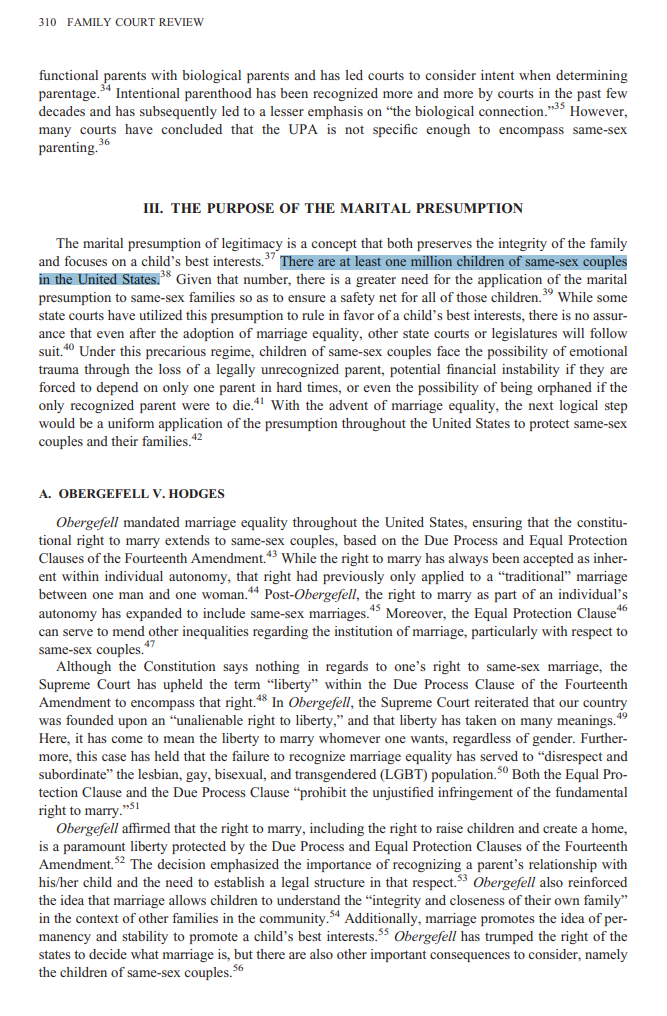 310 FAMILY COURT REVIEW
functional parents with biological parents and has led courts to consider intent when determining
parentage.34 Intentional parenthood has been recognized more and more by courts in the past few
decades and has subsequently led to a lesser emphasis on “the biological connection.”35 However,
many courts have concluded that the UPA is not specific enough to encompass same-sex
parenting.36
III. THE PURPOSE OF THE MARITAL PRESUMPTION
The marital presumption of legitimacy is a concept that both preserves the integrity of the family
and focuses on a child’s best interests.37 There are at least one million children of same-sex couples
in the United States.38 Given that number, there is a greater need for the application of the marital
presumption to same-sex families so as to ensure a safety net for all of those children.39 While some
state courts have utilized this presumption to rule in favor of a child’s best interests, there is no assur-
ance that even after the adoption of marriage equality, other state courts or legislatures will follow
suit.40 Under this precarious regime, children of same-sex couples face the possibility of emotional
trauma through the loss of a legally unrecognized parent, potential financial instability if they are
forced to depend on only one parent in hard times, or even the possibility of being orphaned if the
only recognized parent were to die.41 With the advent of marriage equality, the next logical step
would be a uniform application of the presumption throughout the United States to protect same-sex
couples and their families.42
A. OBERGEFELL V. HODGES
Obergefell mandated marriage equality throughout the United States, ensuring that the constitu-
tional right to marry extends to same-sex couples, based on the Due Process and Equal Protection
Clauses of the Fourteenth Amendment.43 While the right to marry has always been accepted as inher-
ent within individual autonomy, that right had previously only applied to a “traditional” marriage
between one man and one woman.44 Post-Obergefell, the right to marry as part of an individual’s
autonomy has expanded to include same-sex marriages.45 Moreover, the Equal Protection Clause46
can serve to mend other inequalities regarding the institution of marriage, particularly with respect to
same-sex couples.47
Although the Constitution says nothing in regards to one’s right to same-sex marriage, the
Supreme Court has upheld the term “liberty” within the Due Process Clause of the Fourteenth
Amendment to encompass that right.48 In Obergefell, the Supreme Court reiterated that our country
was founded upon an “unalienable right to liberty,” and that liberty has taken on many meanings.49
Here, it has come to mean the liberty to marry whomever one wants, regardless of gender. Further-
more, this case has held that the failure to recognize marriage equality has served to “disrespect and
subordinate” the lesbian, gay, bisexual, and transgendered (LGBT) population.50 Both the Equal Pro-
tection Clause and the Due Process Clause “prohibit the unjustified infringement of the fundamental
right to marry.”51
Obergefell affirmed that the right to marry, including the right to raise children and create a home,
is a paramount liberty protected by the Due Process and Equal Protection Clauses of the Fourteenth
Amendment.52 The decision emphasized the importance of recognizing a parent’s relationship with
his/her child and the need to establish a legal structure in that respect.53 Obergefell also reinforced
the idea that marriage allows children to understand the “integrity and closeness of their own family”
in the context of other families in the community.54 Additionally, marriage promotes the idea of per-
manency and stability to promote a child’s best interests.55 Obergefell has trumped the right of the
states to decide what marriage is, but there are also other important consequences to consider, namely
the children of same-sex couples.56